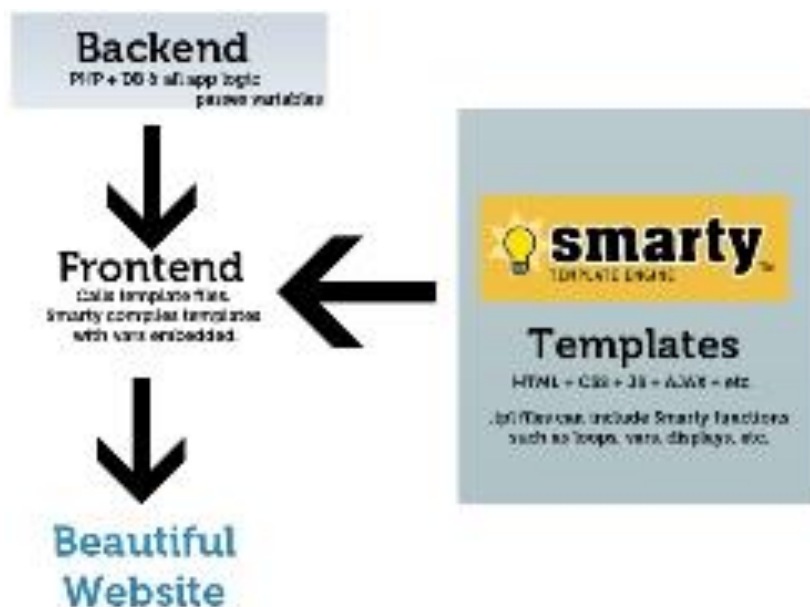 Backend
PHP + DB & all app logic
passes variables
Frontend
Calls template files.
Smarty compiles templates
with vars embedded.
Beautiful
Website
smarty™
TEMPLATE ENGINE
Templates
HTML + CSS + JS + AJAX + etc
.tpl files can include Smarty functions
such as loops, vars, displays, etc.